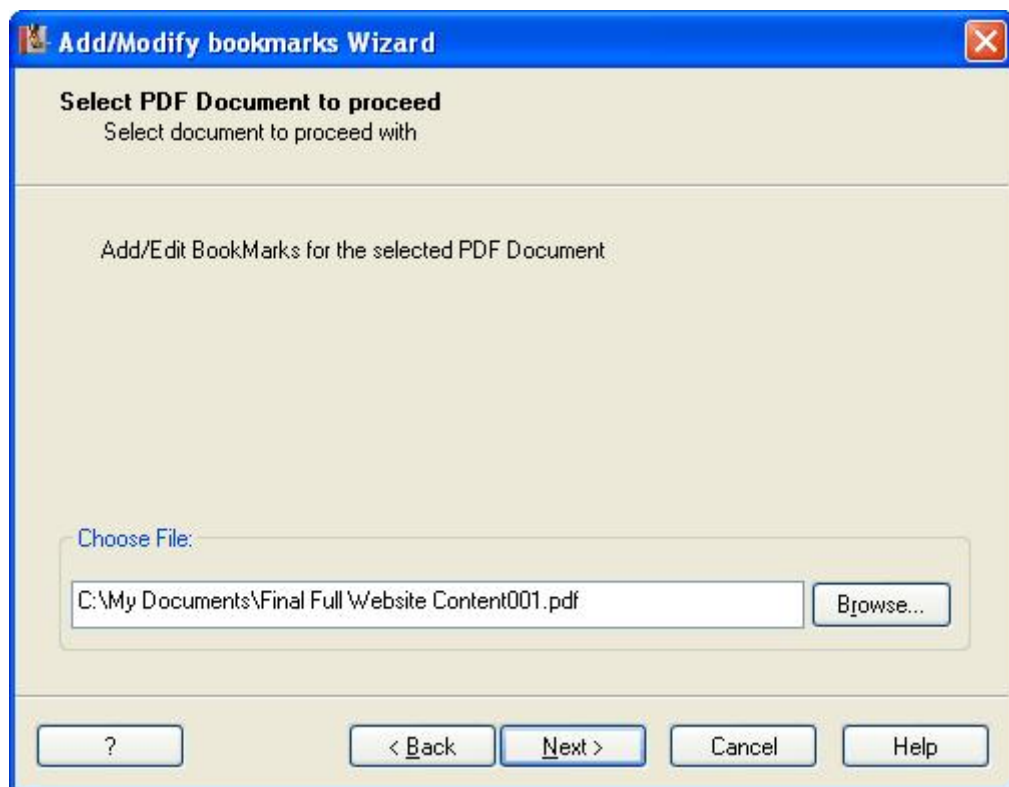 Add/Modify bookmarks Wizard
Select PDF Document to proceed
Select document to proceed with
Add/Edit BookMarks for the selected PDF Document
Choose File:
C:\My Documents\Final Full Website Content001.pdf
Browse...
? < Back Next > Cancel Help